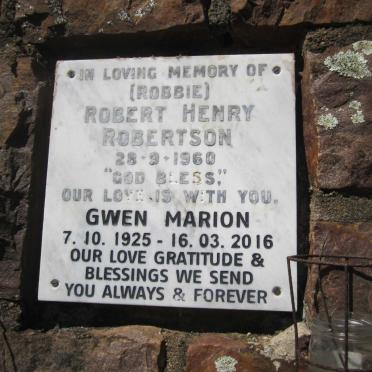 IN LOVING MEMORY OF
(ROBBIE)
ROBERT HENRY
ROBERTSON
28-9-1960
"GOD BLESS,"
OUR LOVE IS WITH YOU.
GWEN MARION
7. 10. 1925 - 16. 03. 2016
OUR LOVE GRATITUDE &
BLESSINGS WE SEND
YOU ALWAYS & FOREVER